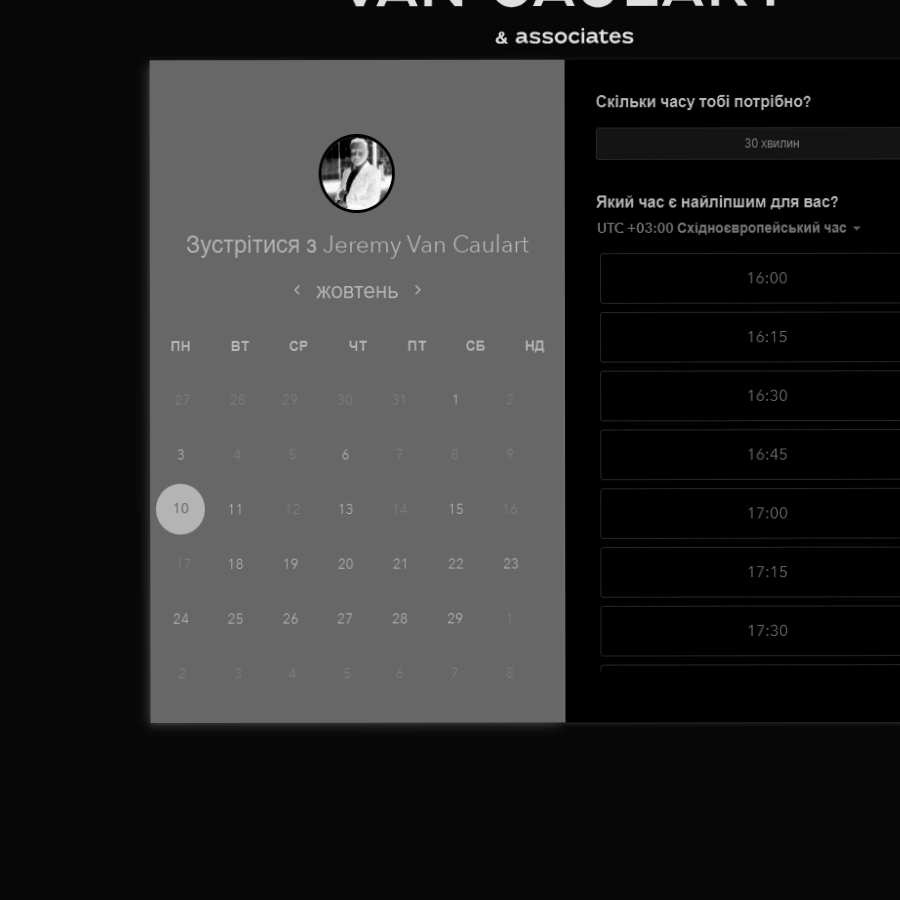 VAN CAULART
& associates
Зустрітися з Jeremy Van Caulart
жовтень
ПН ВТ СР ЧТ ПТ СБ НД
27 28 29 30 31 1 2
3 4 5 6 7 8 9
10 11 12 13 14 15 16
17 18 19 20 21 22 23
24 25 26 27 28 29 1
2 3 4 5 6 7 8
Скільки часу тобі потрібно?
30 хвилин
Який час є найліпшим для вас?
UTC +03:00 Східноєвропейський час
16:00
16:15
16:30
16:45
17:00
17:15
17:30